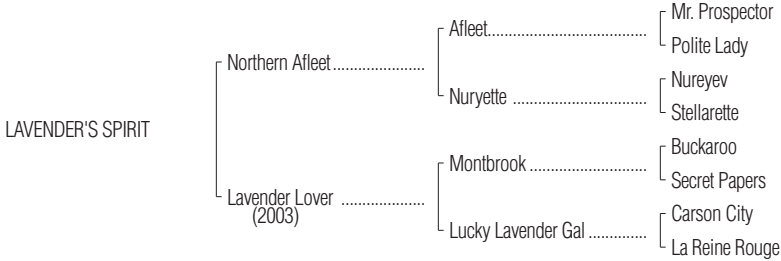 Mr. Prospector
Afleet
Polite Lady
Northern Afleet
Nureyev
Nuryette
Stellarette
LAVENDER'S SPIRIT
Buckaroo
Montbrook
Secret Papers
Lavender Lover
(2003)
Carson City
Lucky Lavender Gal
La Reine Rouge